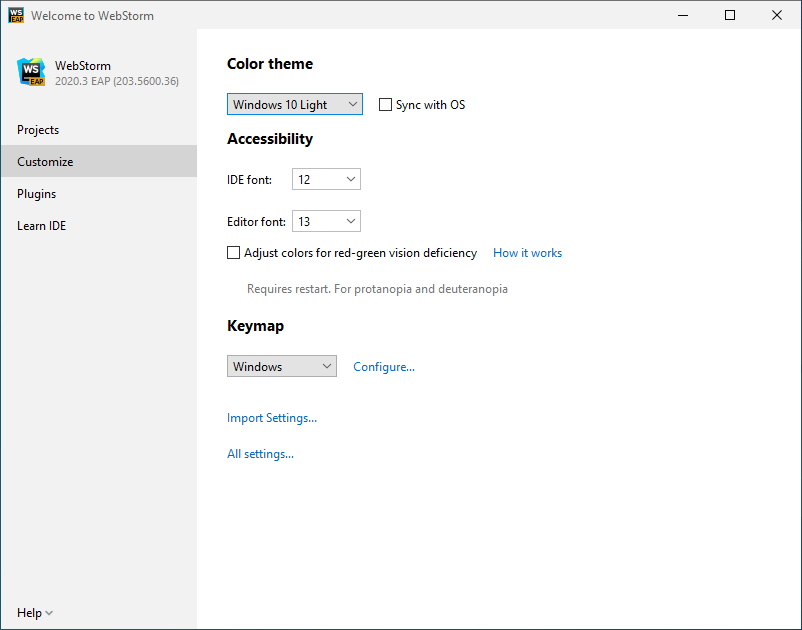 WS EAP Welcome to WebStorm
WS EAP
WebStorm
2020.3 EAP (203.5600.36)
Projects
Customize
Plugins
Learn IDE
Help
Color theme
Windows 10 Light Sync with OS
Accessibility
IDE font: 12
Editor font: 13
Adjust colors for red-green vision deficiency How it works
Requires restart. For protanopia and deuteranopia
Keymap
Windows Configure...
Import Settings...
All settings...